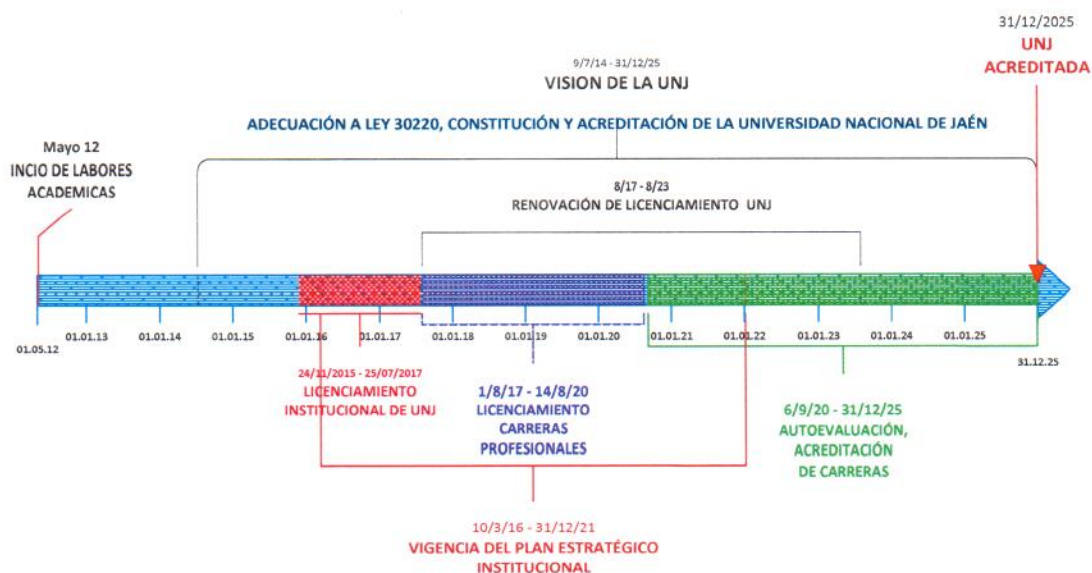 31/12/2025
UNJ
ACREDITADA
9/7/14 - 31/12/25
VISION DE LA UNJ
ADECUACIÓN A LEY 30220, CONSTITUCIÓN Y ACREDITACIÓN DE LA UNIVERSIDAD NACIONAL DE JAÉN
Mayo 12
INCIO DE LABORES
ACADEMICAS
8/17 - 8/23
RENOVACIÓN DE LICENCIAMIENTO UNJ
01.05.12
01.01.13
01.01.14
01.01.15
01.01.16
01.01.17
01.01.18
01.01.19
01.01.20
01.01.21
01.01.22
01.01.23
01.01.24
01.01.25
31.12.25
24/11/2015 - 25/07/2017
LICENCIAMIENTO
INSTITUCIONAL DE UNJ
1/8/17 - 14/8/20
LICENCIAMIENTO
CARRERAS
PROFESIONALES
6/9/20 - 31/12/25
AUTOEVALUACIÓN,
ACREDITACIÓN
DE CARRERAS
10/3/16 - 31/12/21
VIGENCIA DEL PLAN ESTRATÉGICO
INSTITUCIONAL